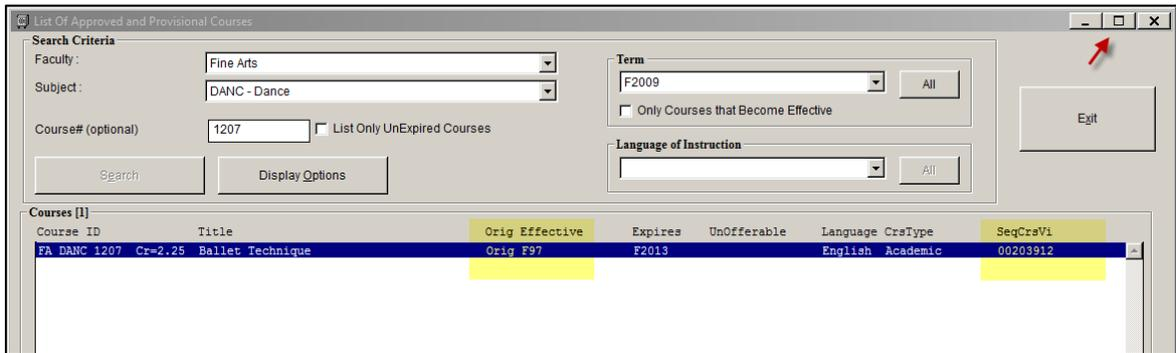 List Of Approved and Provisional Courses
Search Criteria
Faculty :
Fine Arts
Subject :
DANC - Dance
Course# (optional)
1207
List Only UnExpired Courses
Search
Display Options
Term
F2009
All
Only Courses that Become Effective
Language of Instruction
All
Exit
Courses [1]
Course ID Title Orig Effective Expires UnOfferable Language CrsType SeqCrsVi
FA DANC 1207 Cr=2.25 Ballet Technique Orig F97 F2013 English Academic 00203912